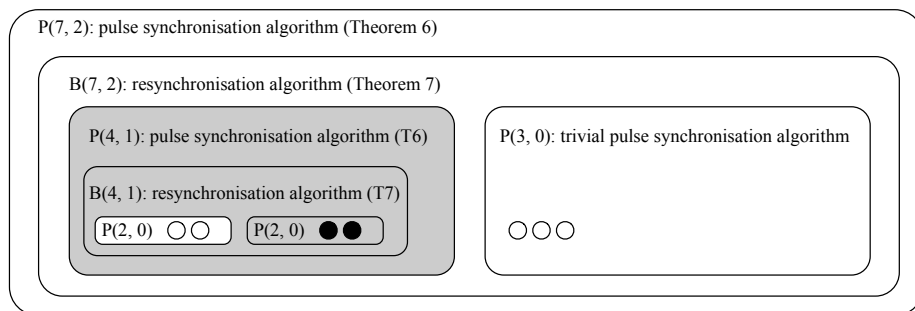 P(7, 2): pulse synchronisation algorithm (Theorem 6)
B(7, 2): resynchronisation algorithm (Theorem 7)
P(4, 1): pulse synchronisation algorithm (T6)
B(4, 1): resynchronisation algorithm (T7)
P(2, 0)
P(2, 0)
P(3, 0): trivial pulse synchronisation algorithm